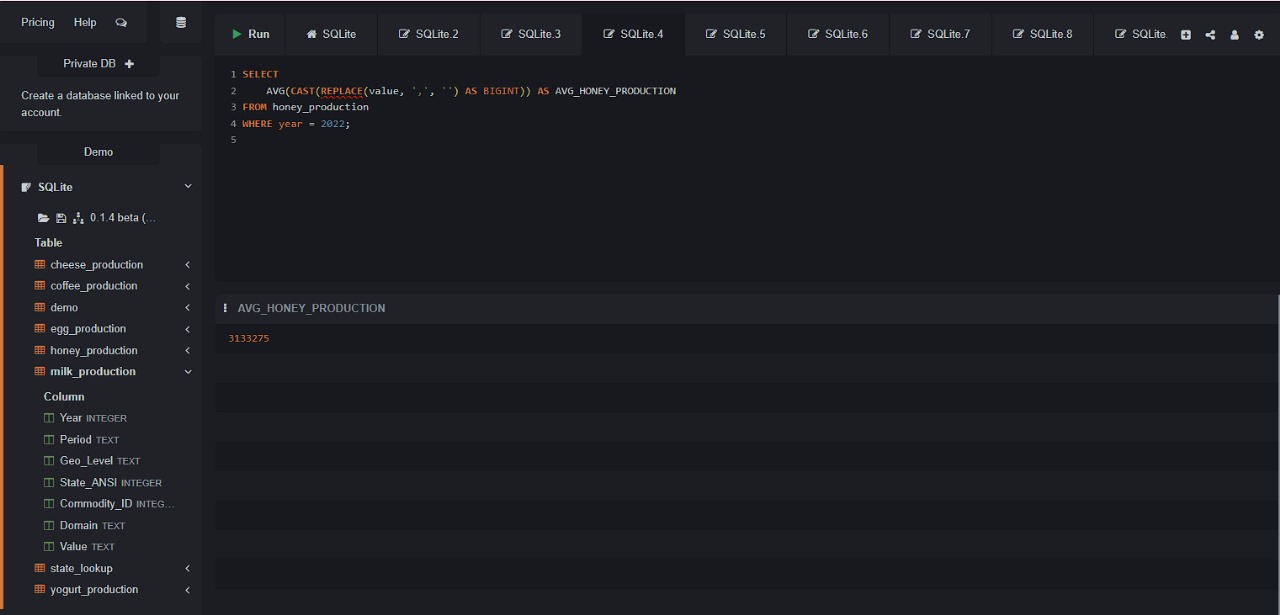 Pricing Help
Run SQLite SQLite.2 SQLite.3 SQLite.4 SQLite.5 SQLite.6 SQLite.7 SQLite.8 SQLite
Private DB
Create a database linked to your
account.
Demo
SQLite
0.1.4 beta (...
Table
cheese_production
coffee_production
demo
egg_production
honey_production
milk_production
Column
Year INTEGER
Period TEXT
Geo_Level TEXT
State_ANSI INTEGER
Commodity_ID INTEG...
Domain TEXT
Value TEXT
state_lookup
yogurt_production
1 SELECT
2 AVG(CAST(REPLACE(value, ',', '') AS BIGINT)) AS AVG_HONEY_PRODUCTION
3 FROM honey_production
4 WHERE year = 2022;
5
AVG_HONEY_PRODUCTION
3133275